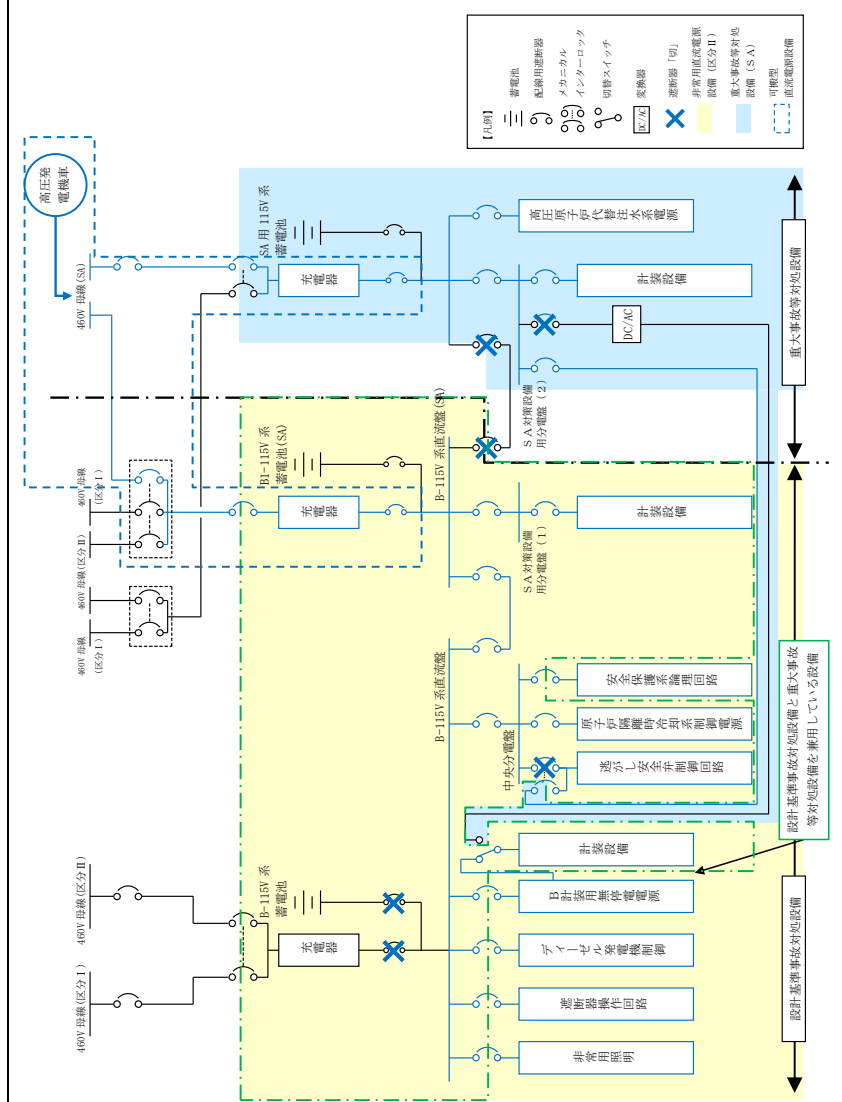 【凡例】
蓄電池
配線用遮断器
メカニカル
インターロック
切替スイッチ
DC/AC
変換器
遮断器「切」
非常用直流電源
設備(区分Ⅱ)
重大事故等対処
設備(SA)
可搬型
直流電源設備
高圧発
電機車
460V 母線(SA)
SA用 115V 系
蓄電池
充電器
高圧原子炉代替注水系電源
計装設備
DC/AC
SA対策設備
用分電盤(2)
重大事故等対処設備
460V 母線
(区分Ⅰ)
460V 母線(区分Ⅱ)
460V 母線
(区分Ⅰ)
B1-115V 系
蓄電池(SA)
充電器
B-115V 系直流盤(SA)
SA対策設備
用分電盤(1)
計装設備
B-115V 系直流盤
中央分電盤
安全保護系論理回路
原子炉隔離時冷却系制御電源
逃がし安全弁制御回路
設計基準事故対処設備と重大事故
等対処設備を兼用している設備
460V 母線(区分Ⅱ)
460V 母線(区分Ⅰ)
B-115V 系
蓄電池
充電器
計装設備
B計装用無停電電源
ディーゼル発電機制御
遮断器操作回路
非常用照明
設計基準事故対処設備